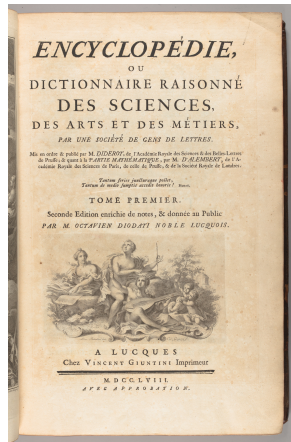 ENCYCLOPÉDIE,
OU
DICTIONNAIRE RAISONNÉ
DES SCIENCES,
DES ARTS ET DES MÉTIERS,
PAR UNE SOCIÉTÉ DE GENS DE LETTRES.
Mis en ordre & publié par M. DIDEROT, de l'Académie Royale des Sciences & des Belles-Lettres
de Prusse; & quant à la PARTIE MATHÉMATIQUE, par M. D'ALEMBERT, de l'A-
cadémie Royale des Sciences de Paris, de celle de Prusse, & de la Société Royale de Londres.
Tantum series juncturaque pollet,
Tantum de medio sumptis accedit honoris! HORAT.
TOME PREMIER.
Seconde Edition enrichie de notes, & donnée au Public
PAR M. OCTAVIEN DIODATI NOBLE LUCQUOIS.
A LUCQUES
Chez VINCENT GIUNTINI Imprimeur
M. DCC. LVIII.
AVEC APPROBATION.